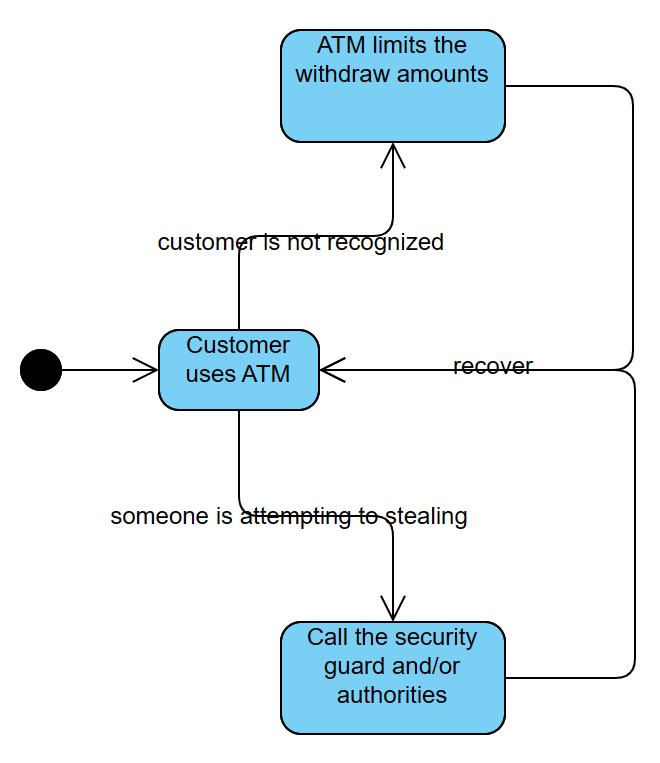 ATM limits the
withdraw amounts
customer is not recognized
Customer
uses ATM
recover
someone is attempting to stealing
Call the security
guard and/or
authorities